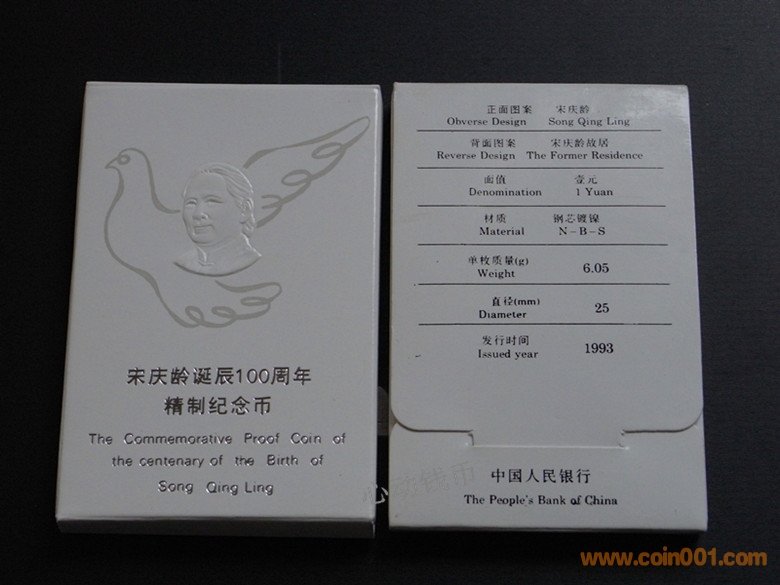 宋庆龄诞辰100周年
精制纪念币
The Commemorative Proof Coin of
the centenary of the Birth of
Song Qing Ling
正面图案 宋庆龄
Obverse Design Song Qing Ling
背面图案 宋庆龄故居
Reverse Design The Former Residence
面值 壹元
Denomination 1 Yuan
材质 钢芯镀镍
Material N-B-S
单枚质量(g)
Weight 6.05
直径(mm)
Diameter 25
发行时间
Issued year 1993
中国人民银行
The People's Bank of China
心动钱币
www.coin001.com